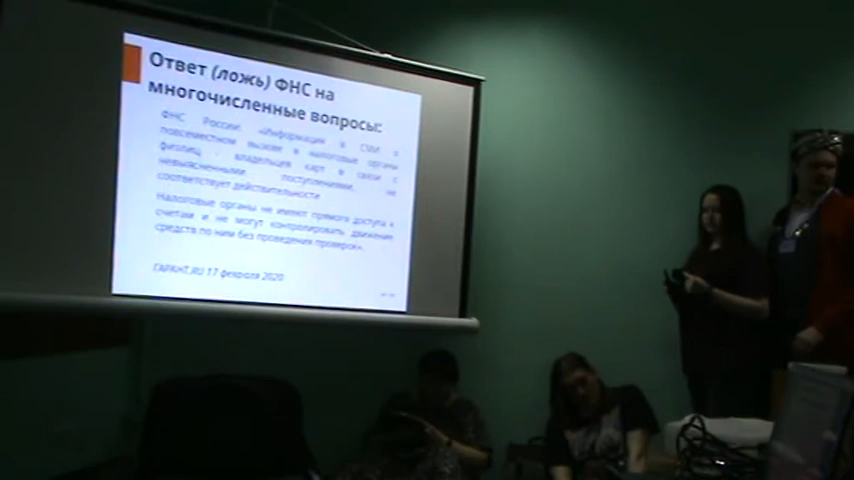 Ответ (ложь) ФНС на
многочисленные вопросы:
ФНС России: «Информация в СМИ о
повсеместном вызове в налоговые органы
физлиц - владельцев карт в связи с
невыясненными поступлениями, не
соответствует действительности
Налоговые органы не имеют прямого доступа к
счетам и не могут контролировать движение
средств по ним без проведения проверок».
ГАРАНТ.RU 17 февраля 2020